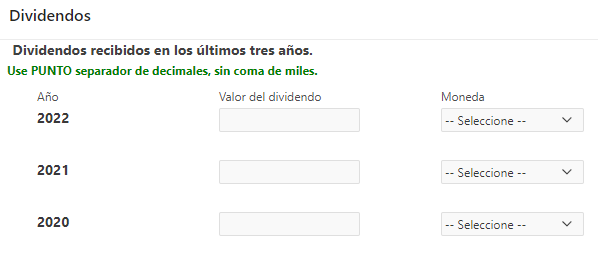 Dividendos
Dividendos recibidos en los últimos tres años.
Use PUNTO separador de decimales, sin coma de miles.
Año Valor del dividendo Moneda
2022 -- Seleccione --
2021 -- Seleccione --
2020 -- Seleccione --